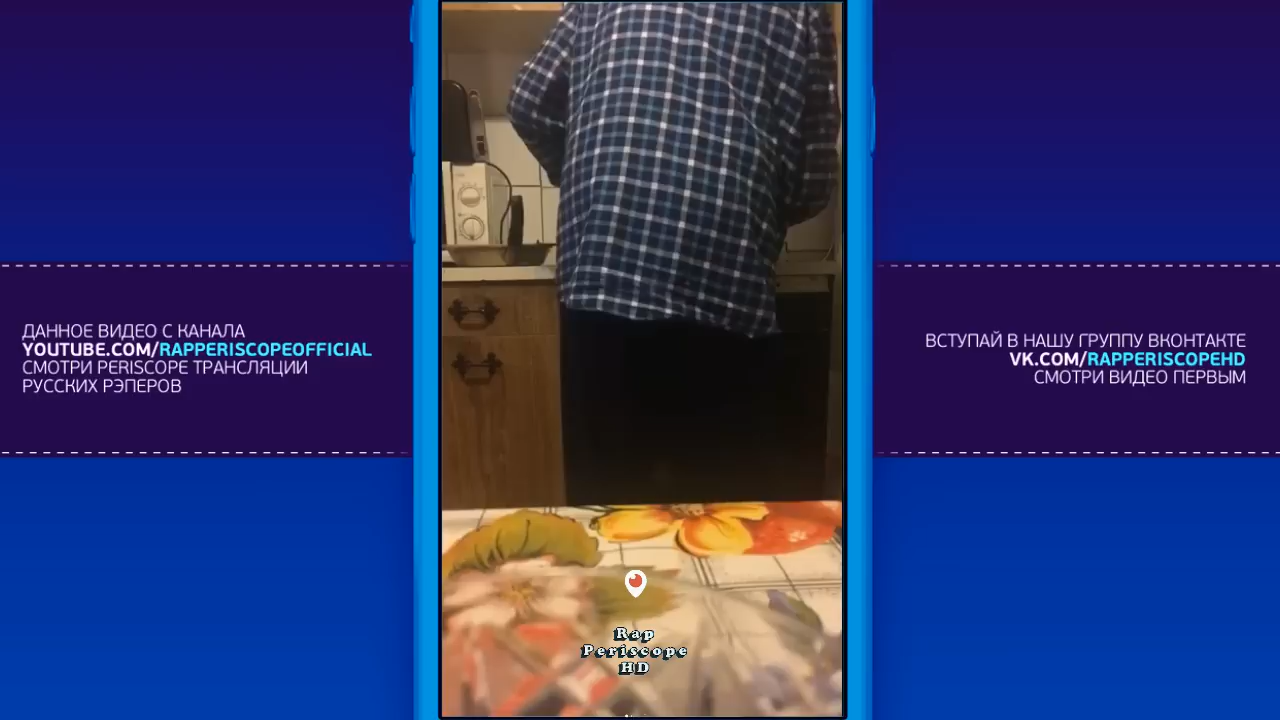 ДАННОЕ ВИДЕО С КАНАЛА
YOUTUBE.COM/RAPPERISCOPEOFFICIAL
СМОТРИ PERISCOPE ТРАНСЛЯЦИИ
РУССКИХ РЭПЕРОВ
ВСТУПАЙ В НАШУ ГРУППУ ВКОНТАКТЕ
VK.COM/RAPPERISCOPEHD
СМОТРИ ВИДЕО ПЕРВЫМ
Rap
Periscope
HD